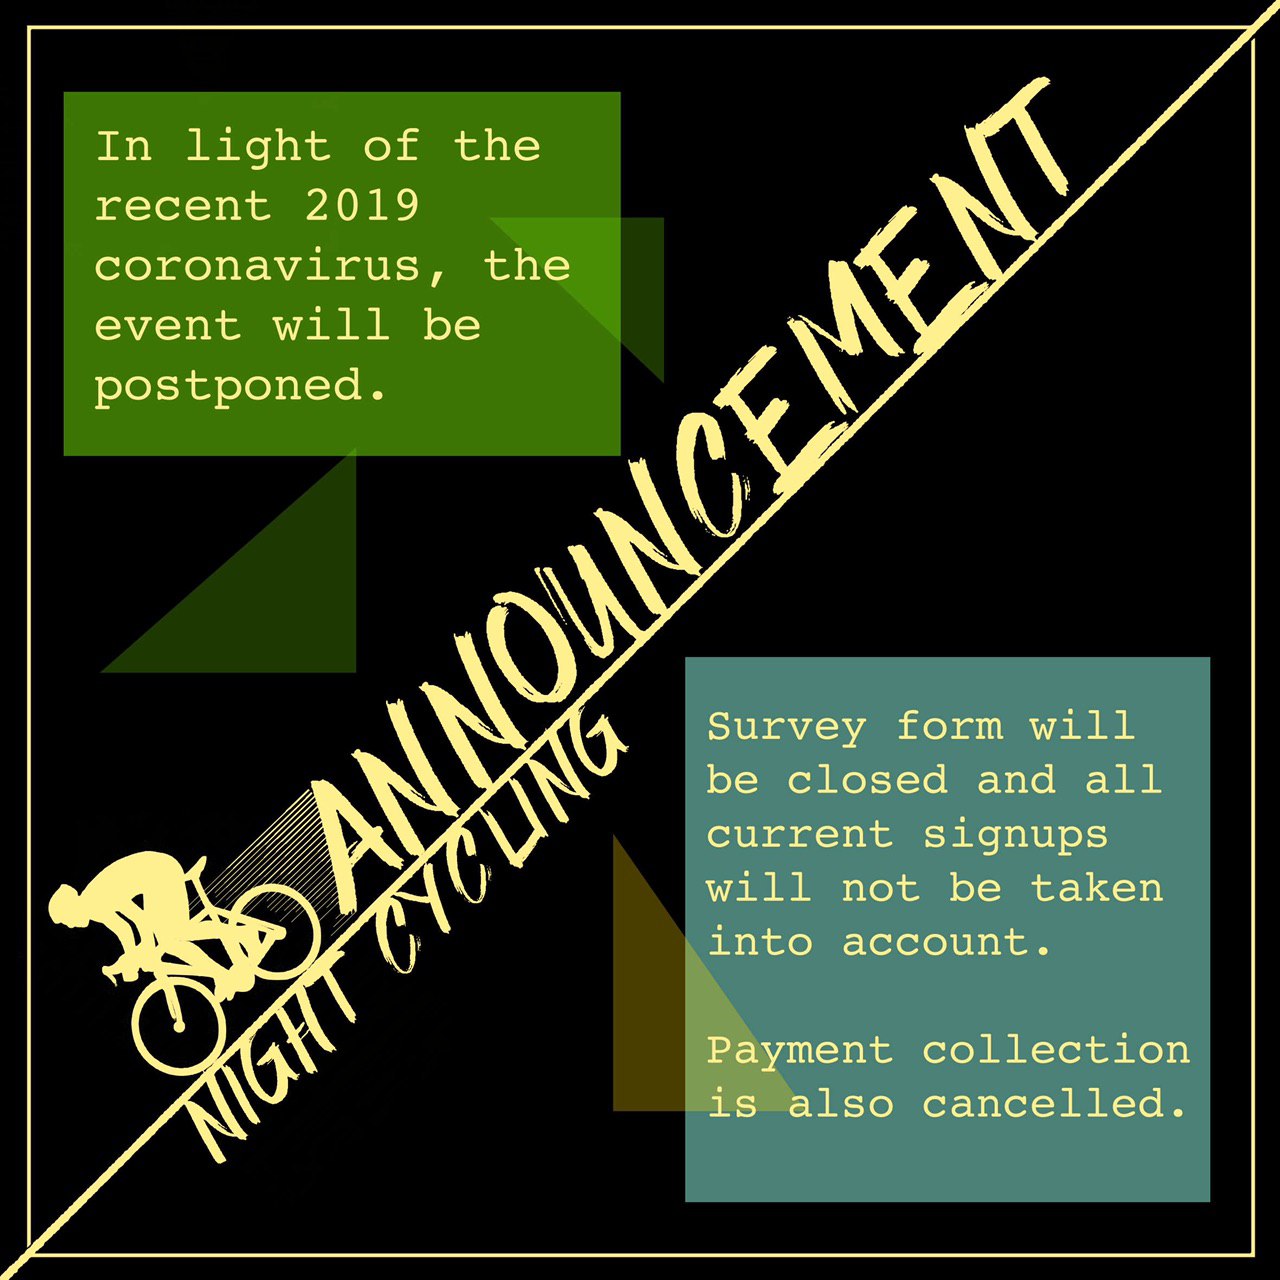 In light of the
recent 2019
coronavirus, the
event will be
postponed.
ANNOUNCEMENT
NIGHT CYCLING
Survey form will
be closed and all
current signups
will not be taken
into account.
Payment collection
is also cancelled.